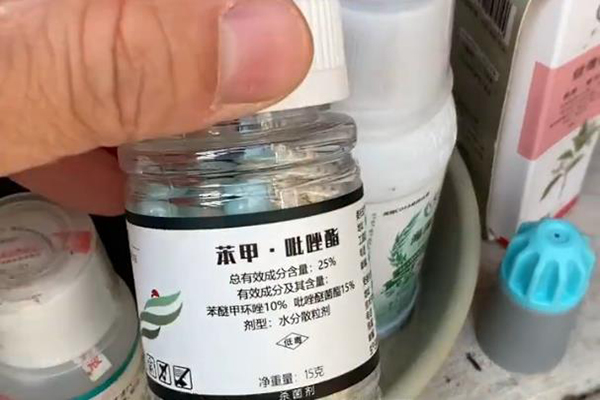 苯甲·吡唑酯
总有效成分含量：25%
有效成分及其含量：
苯醚甲环唑10% 吡唑醚菌酯15%
剂型：水分散粒剂
低毒
净重量：15克
杀菌剂